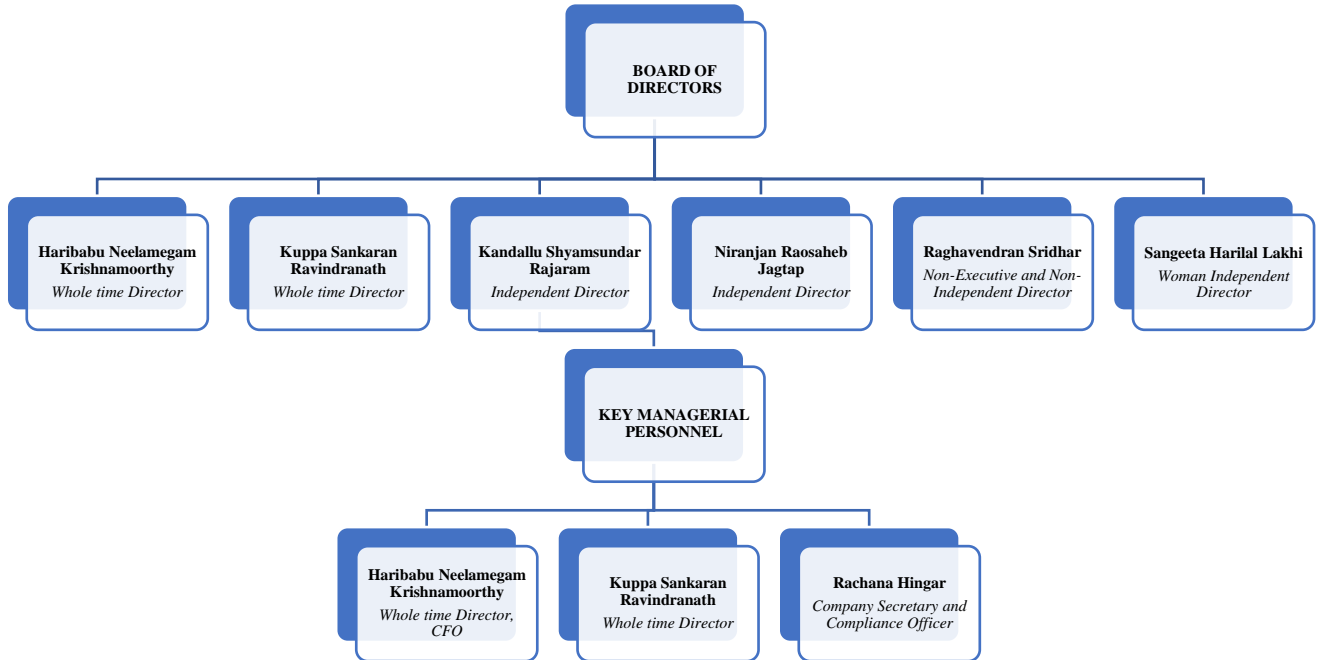 BOARD OF
DIRECTORS
Haribabu Neelamegam
Krishnamoorthy
Whole time Director
Kuppa Sankaran
Ravindranath
Whole time Director
Kandallu Shyamsundar
Rajaram
Independent Director
Niranjan Raosaheb
Jagtap
Independent Director
Raghavendran Sridhar
Non-Executive and Non-
Independent Director
Sangeeta Harilal Lakhi
Woman Independent
Director
KEY MANAGERIAL
PERSONNEL
Haribabu Neelamegam
Krishnamoorthy
Whole time Director,
CFO
Kuppa Sankaran
Ravindranath
Whole time Director
Rachana Hingar
Company Secretary and
Compliance Officer